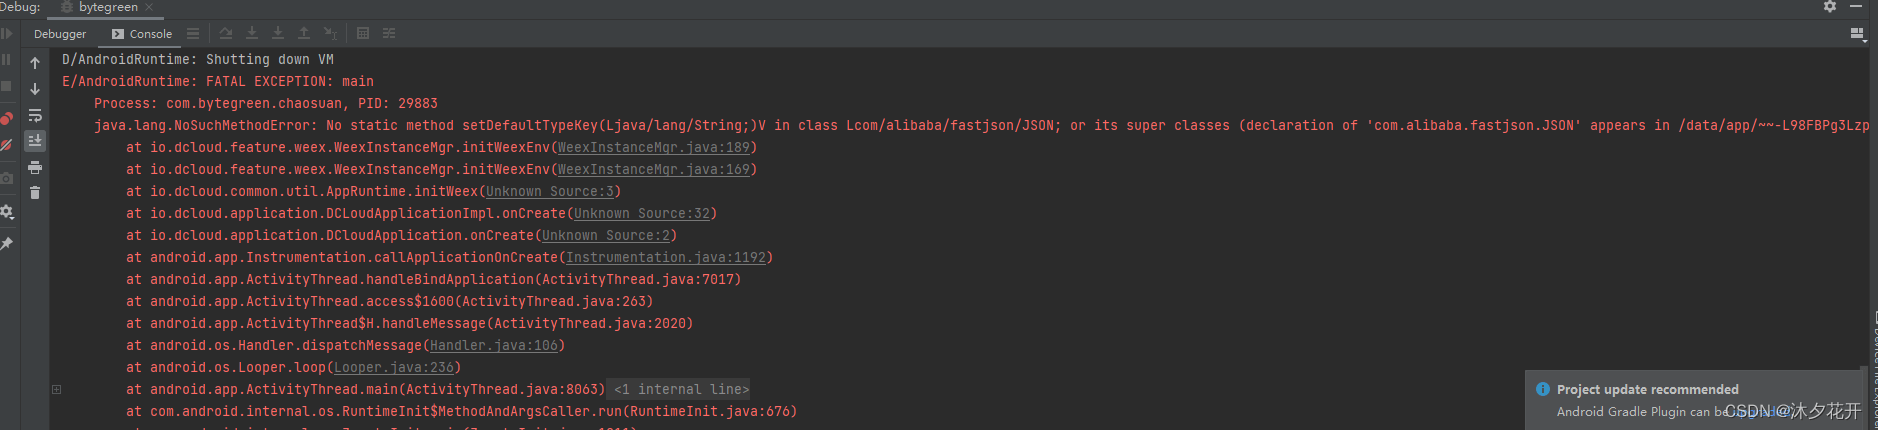 Debug: bytegreen
Debugger Console
D/AndroidRuntime: Shutting down VM
E/AndroidRuntime: FATAL EXCEPTION: main
Process: com.bytegreen.chaosuan, PID: 29883
java.lang.NoSuchMethodError: No static method setDefaultTypeKey(Ljava/lang/String;)V in class Lcom/alibaba/fastjson/JSON; or its super classes (declaration of 'com.alibaba.fastjson.JSON' appears in /data/app/~~-L98FBPg3Lzp
at io.dcloud.feature.weex.WeexInstanceMgr.initWeexEnv(WeexInstanceMgr.java:189)
at io.dcloud.feature.weex.WeexInstanceMgr.initWeexEnv(WeexInstanceMgr.java:169)
at io.dcloud.common.util.AppRuntime.initWeex(Unknown Source:3)
at io.dcloud.application.DCLoudApplicationImpl.onCreate(Unknown Source:32)
at io.dcloud.application.DCloudApplication.onCreate(Unknown Source:2)
at android.app.Instrumentation.callApplicationOnCreate(Instrumentation.java:1192)
at android.app.ActivityThread.handleBindApplication(ActivityThread.java:7017)
at android.app.ActivityThread.access$1600(ActivityThread.java:263)
at android.app.ActivityThread$H.handleMessage(ActivityThread.java:2020)
at android.os.Handler.dispatchMessage(Handler.java:106)
at android.os.Looper.loop(Looper.java:236)
at android.app.ActivityThread.main(ActivityThread.java:8063) <1 internal line>
at com.android.internal.os.RuntimeInit$MethodAndArgsCaller.run(RuntimeInit.java:676)
Project update recommended
Android Gradle Plugin can be
CSDN @沐夕花开